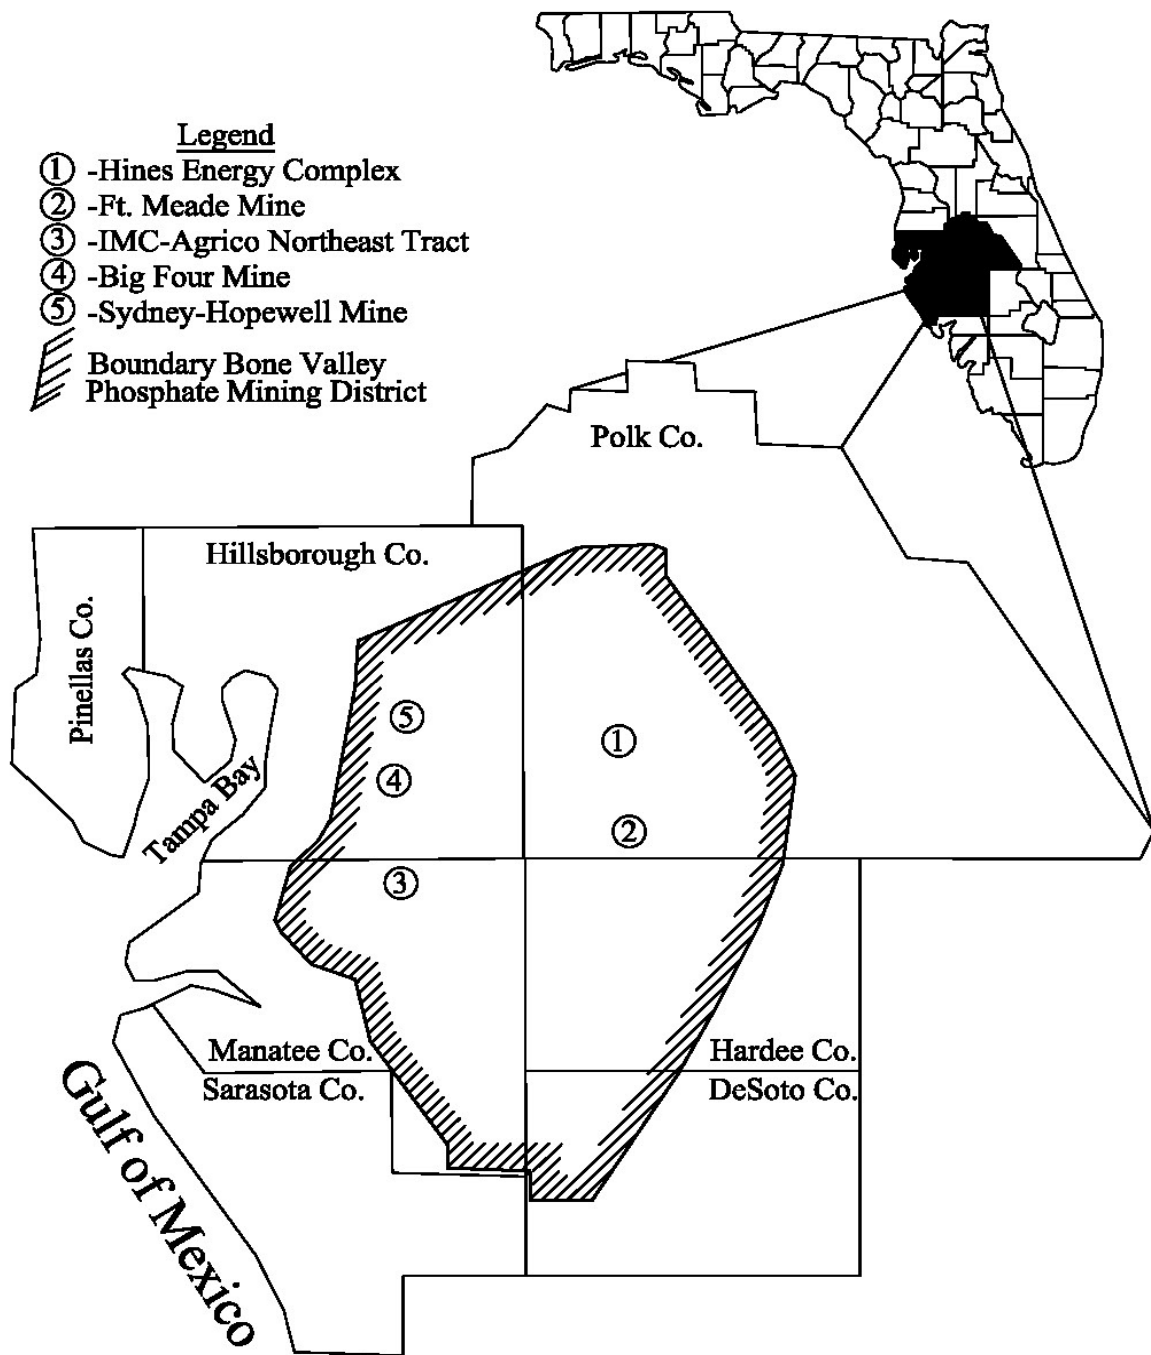 Legend
① -Hines Energy Complex
② -Ft. Meade Mine
③ -IMC-Agrico Northeast Tract
④ -Big Four Mine
⑤ -Sydney-Hopewell Mine
Boundary Bone Valley
Phosphate Mining District
Polk Co.
Hillsborough Co.
Pinellas Co.
Tampa Bay
⑤
①
④
②
③
Manatee Co.
Hardee Co.
Sarasota Co.
DeSoto Co.
Gulf of Mexico